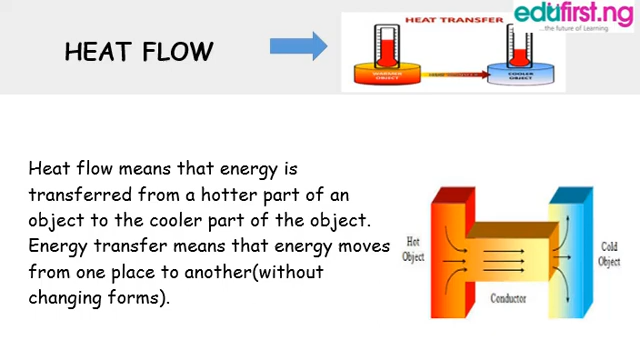 HEAT FLOW
HEAT TRANSFER
edufirst.ng
...the future of Learning
WARMER
OBJECT
COOLER
OBJECT
Heat flow means that energy is
transferred from a hotter part of an
object to the cooler part of the object.
Energy transfer means that energy moves
from one place to another(without
changing forms).
Hot
Object
Cold
Object
Conductor